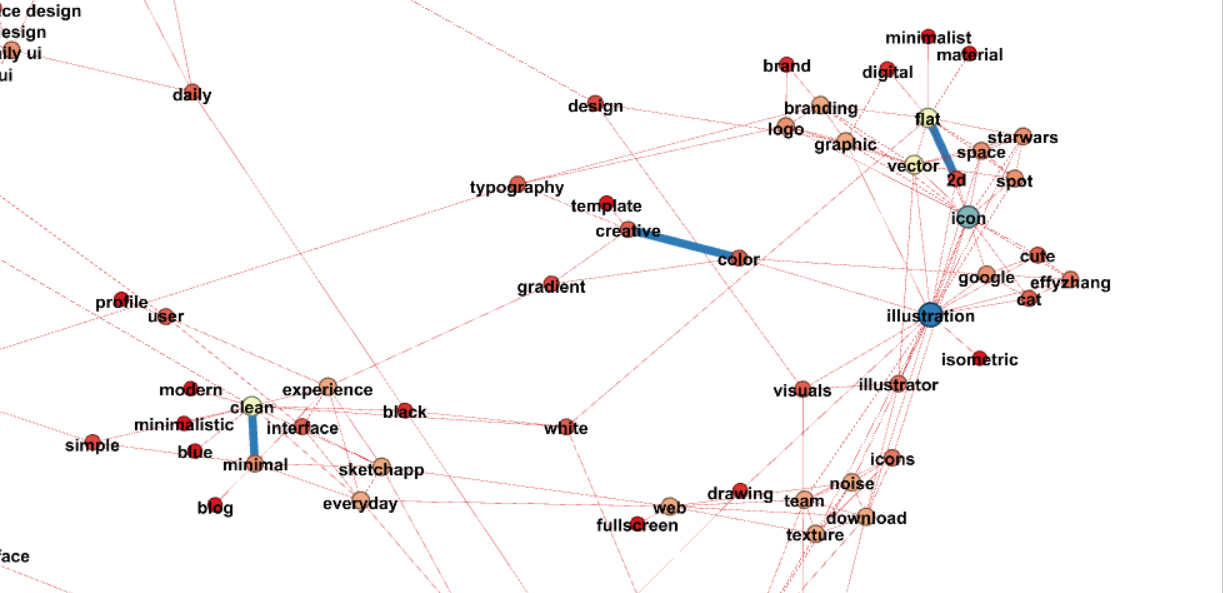 ce design
esign
ily ui
ui
daily
design
brand
minimalist
material
digital
branding
logo
graphic
flat
starwars
space
vector
2d
spot
icon
typography
template
creative
color
gradient
cute
google
effyzhang
cat
illustration
isometric
profile
user
modern
experience
clean
minimalistic
interface
black
simple
blue
minimal
sketchapp
white
visuals
illustrator
icons
noise
blog
everyday
drawing
team
web
fullscreen
download
texture
face